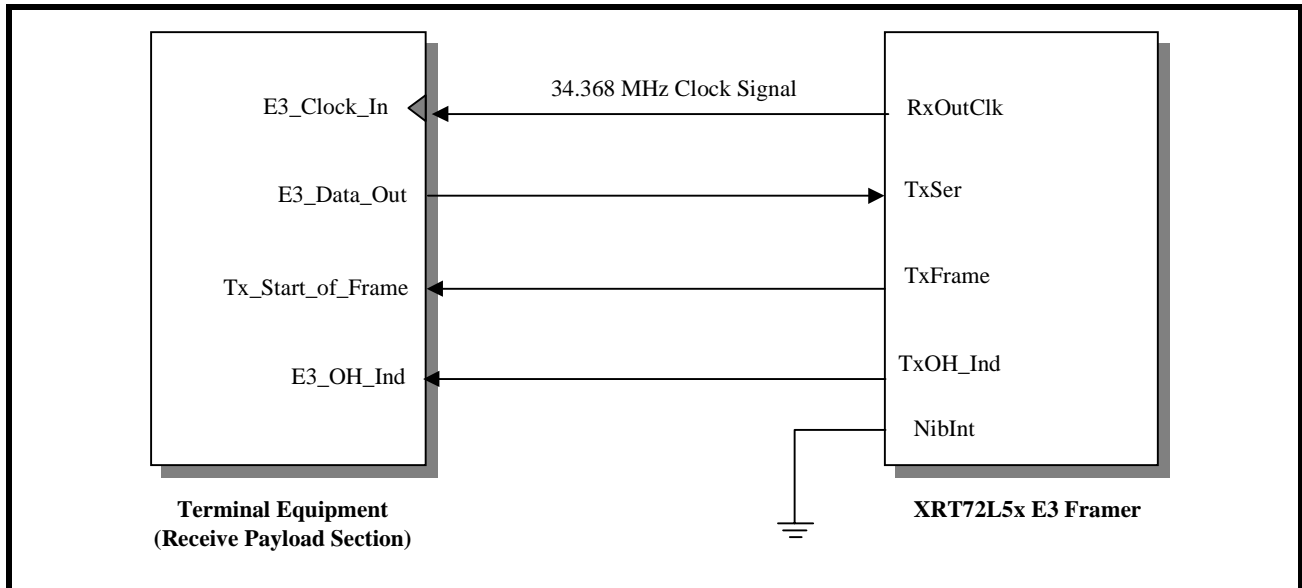 34.368 MHz Clock Signal
E3_Clock_In
RxOutClk
E3_Data_Out
TxSer
Tx_Start_of_Frame
TxFrame
E3_OH_Ind
TxOH_Ind
NibInt
Terminal Equipment
(Receive Payload Section)
XRT72L5x E3 Framer